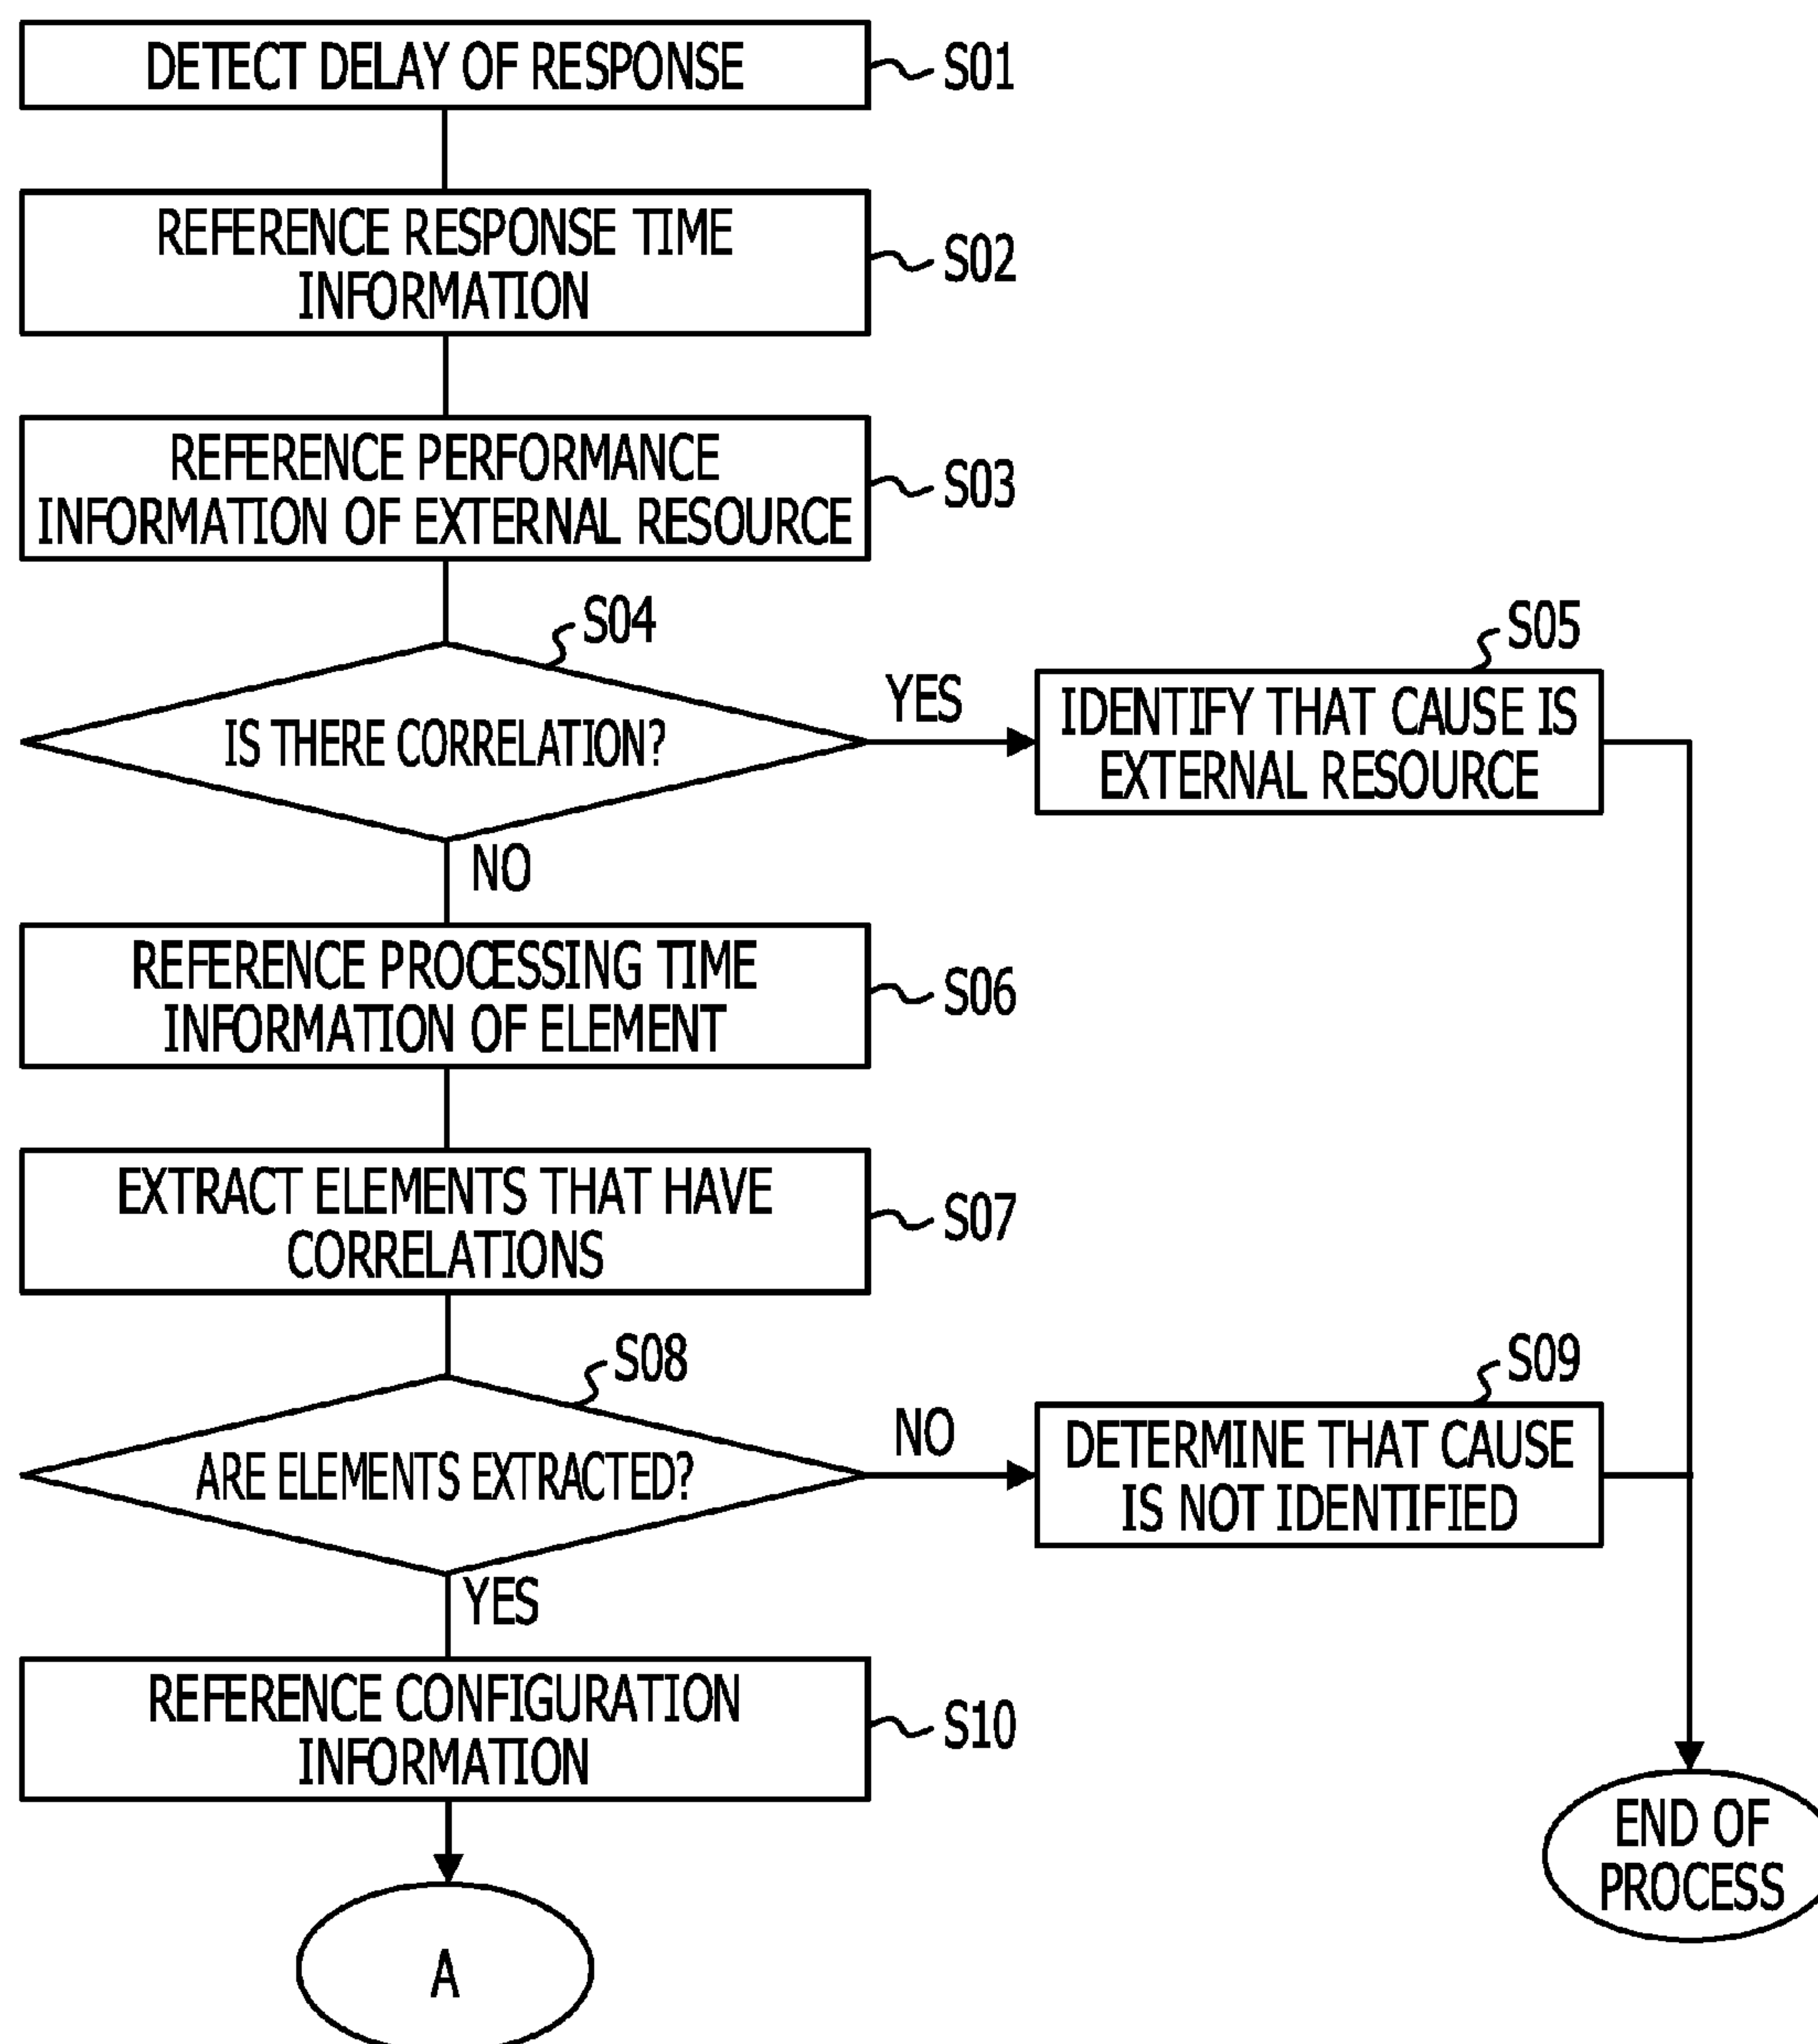 DETECT DELAY OF RESPONSE
S01
REFERENCE RESPONSE TIME
INFORMATION
S02
REFERENCE PERFORMANCE
INFORMATION OF EXTERNAL RESOURCE
S03
S04
IS THERE CORRELATION?
YES
S05
IDENTIFY THAT CAUSE IS
EXTERNAL RESOURCE
NO
REFERENCE PROCESSING TIME
INFORMATION OF ELEMENT
S06
EXTRACT ELEMENTS THAT HAVE
CORRELATIONS
S07
S08
ARE ELEMENTS EXTRACTED?
NO
S09
DETERMINE THAT CAUSE
IS NOT IDENTIFIED
YES
REFERENCE CONFIGURATION
INFORMATION
S10
END OF
PROCESS
A